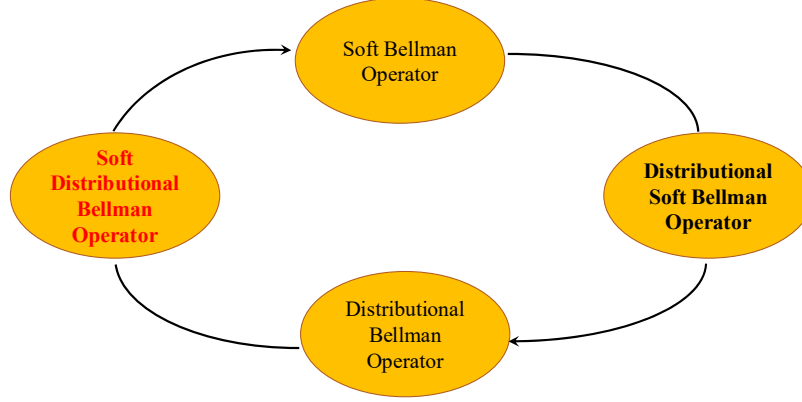 Soft Bellman
Operator
Soft
Distributional
Bellman
Operator
Distributional
Soft Bellman
Operator
Distributional
Bellman
Operator